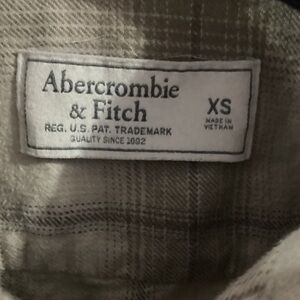 Abercrombie
& Fitch
REG. U.S. PAT. TRADEMARK
QUALITY SINCE 1892
XS
MADE IN
VIETNAM